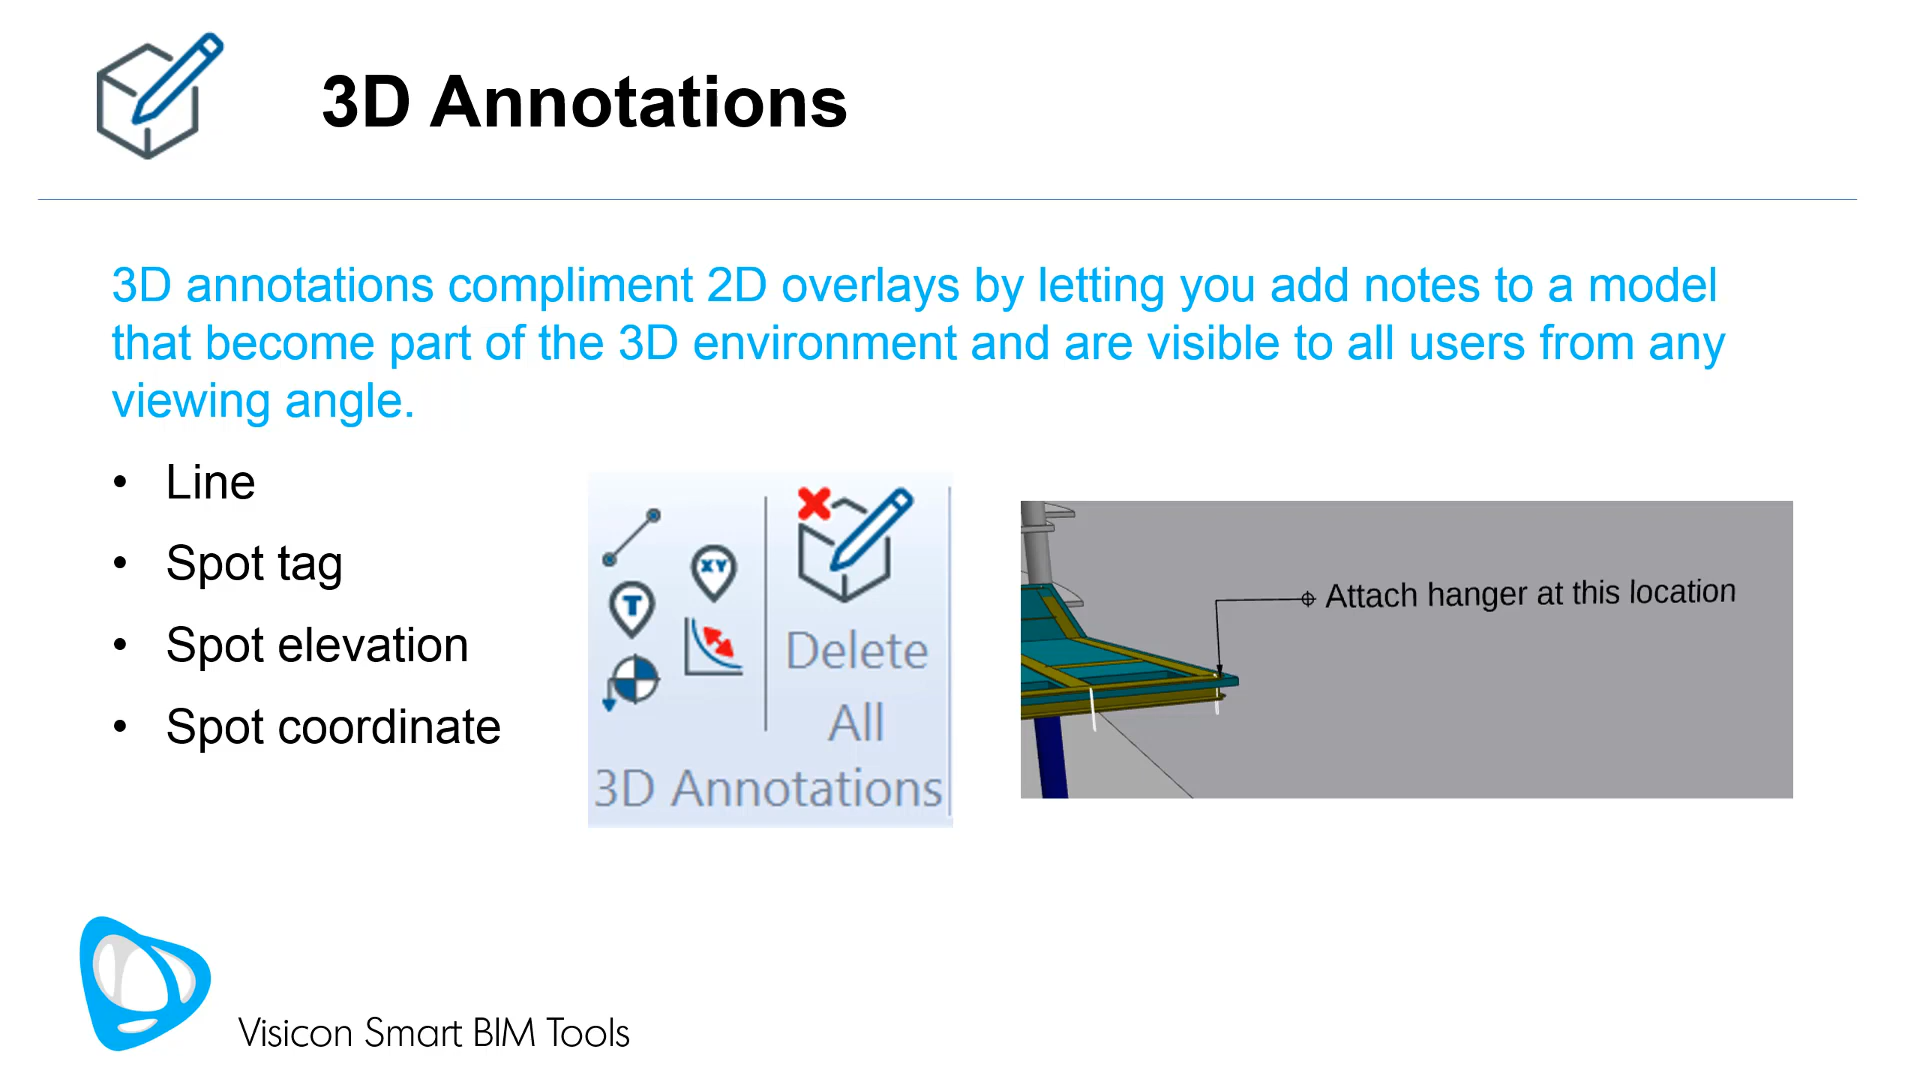 3D Annotations
3D annotations compliment 2D overlays by letting you add notes to a model
that become part of the 3D environment and are visible to all users from any
viewing angle.
• Line
• Spot tag
• Spot elevation
• Spot coordinate
XY
T
Delete
All
3D Annotations
Attach hanger at this location
Visicon Smart BIM Tools